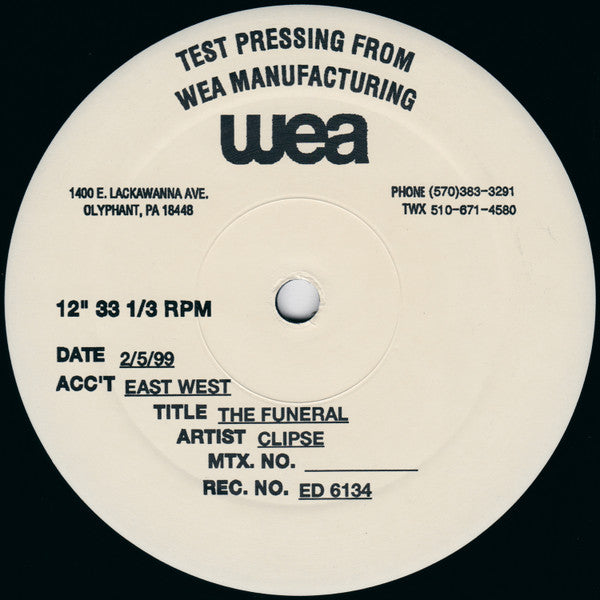 TEST PRESSING FROM
WEA MANUFACTURING
wea
1400 E. LACKAWANNA AVE.
OLYPHANT, PA 18448
PHONE (570)383-3291
TWX 510-671-4580
12" 33 1/3 RPM
DATE 2/5/99
ACC'T EAST WEST
TITLE THE FUNERAL
ARTIST CLIPSE
MTX. NO.
REC. NO. ED 6134